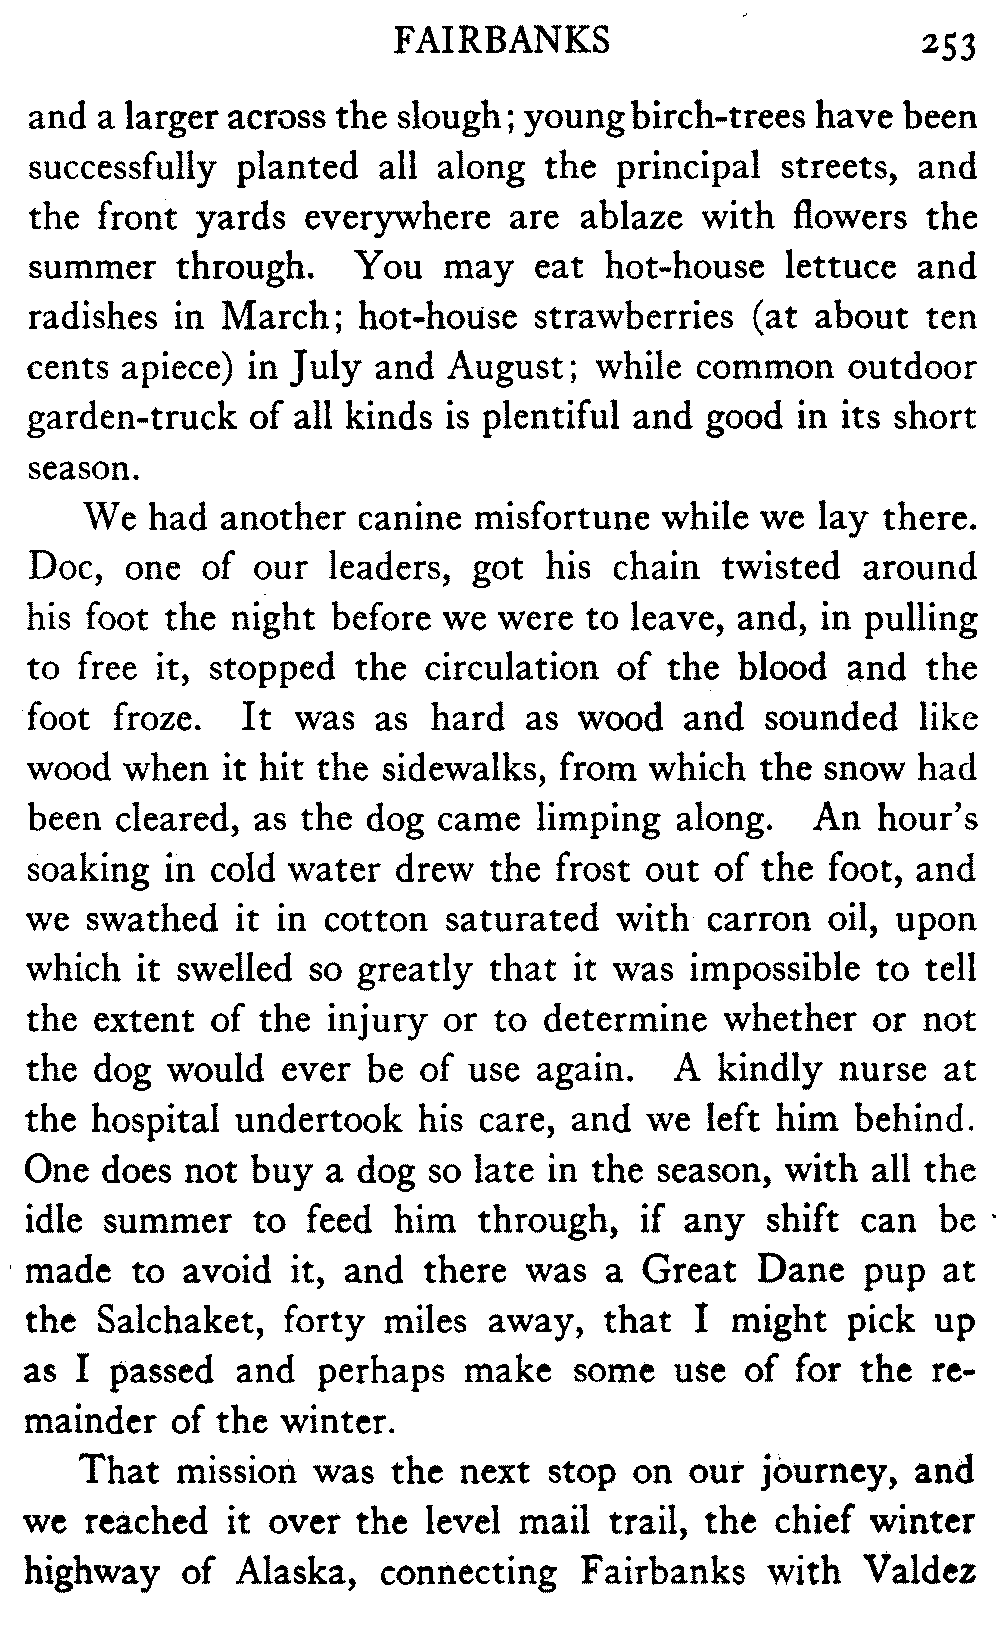 FAIRBANKS 253
and a larger across the slough; young birch-trees have been
successfully planted all along the principal streets, and
the front yards everywhere are ablaze with flowers the
summer through. You may eat hot-house lettuce and
radishes in March; hot-house strawberries (at about ten
cents apiece) in July and August; while common outdoor
garden-truck of all kinds is plentiful and good in its short
season.
We had another canine misfortune while we lay there.
Doc, one of our leaders, got his chain twisted around
his foot the night before we were to leave, and, in pulling
to free it, stopped the circulation of the blood and the
foot froze. It was as hard as wood and sounded like
wood when it hit the sidewalks, from which the snow had
been cleared, as the dog came limping along. An hour's
soaking in cold water drew the frost out of the foot, and
we swathed it in cotton saturated with carron oil, upon
which it swelled so greatly that it was impossible to tell
the extent of the injury or to determine whether or not
the dog would ever be of use again. A kindly nurse at
the hospital undertook his care, and we left him behind.
One does not buy a dog so late in the season, with all the
idle summer to feed him through, if any shift can be
made to avoid it, and there was a Great Dane pup at
the Salchaket, forty miles away, that I might pick up
as I passed and perhaps make some use of for the re-
mainder of the winter.
That mission was the next stop on our journey, and
we reached it over the level mail trail, the chief winter
highway of Alaska, connecting Fairbanks with Valdez